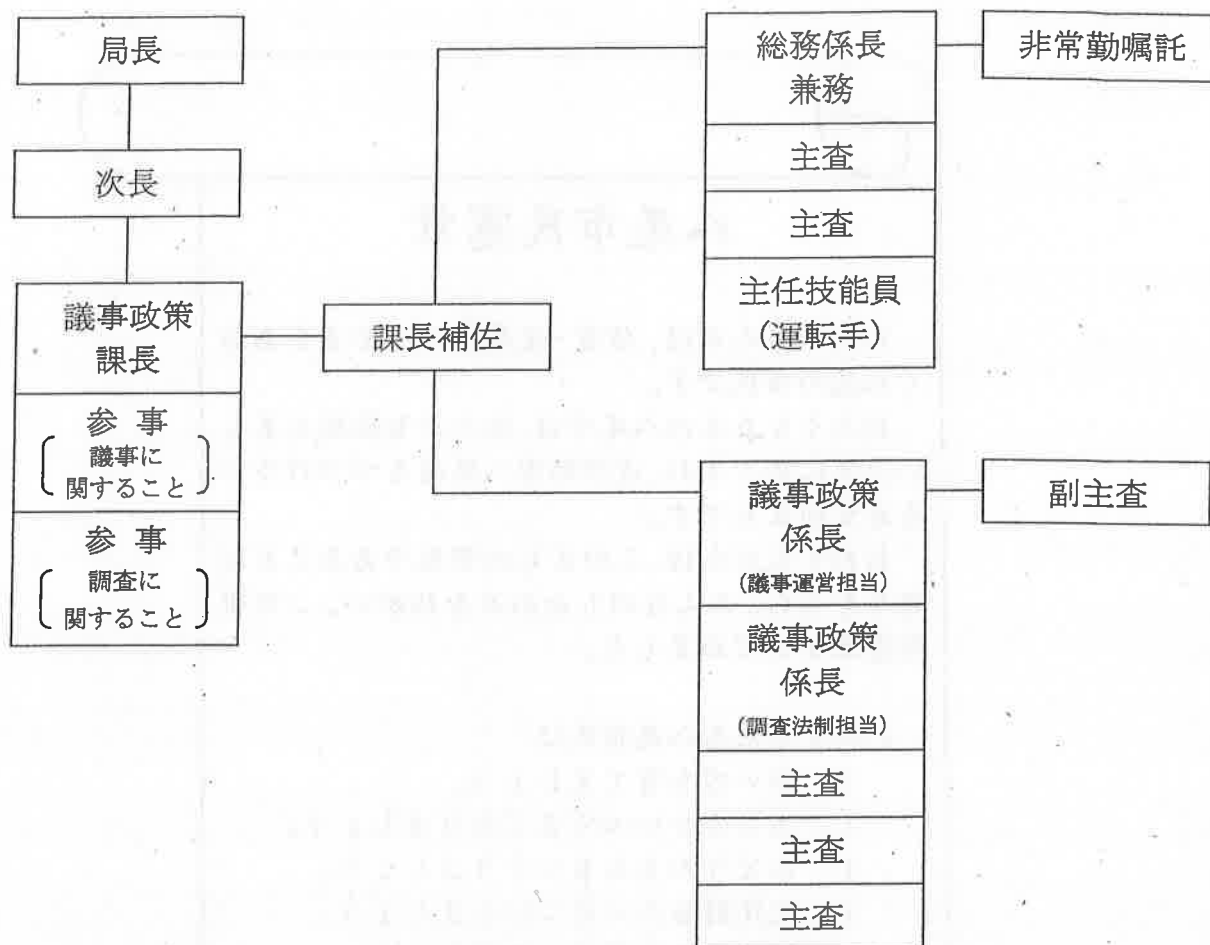 局長
次長
議事政策
課長
参事
議事に
関すること
参事
調査に
関すること
課長補佐
総務係長
兼務
主査
主査
主任技能員
(運転手)
非常勤嘱託
議事政策
係長
(議事運営担当)
議事政策
係長
(調査法制担当)
主査
主査
主査
副主査